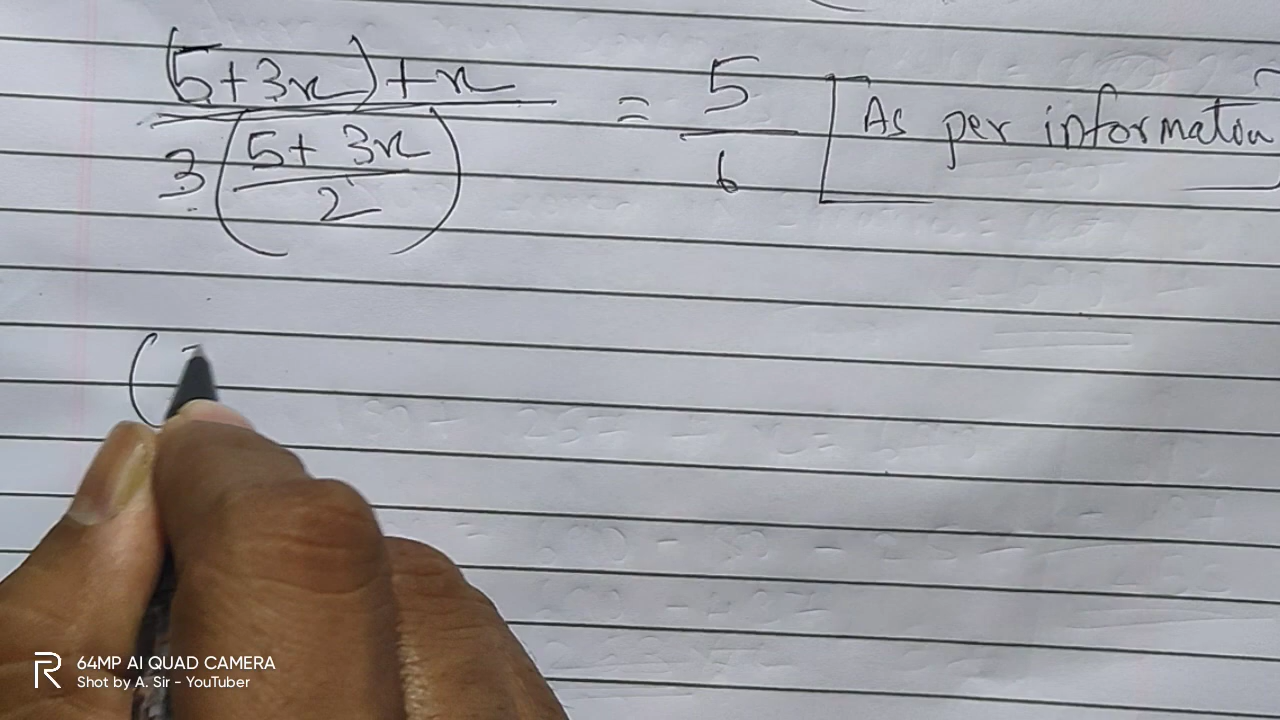 (5+3x)+x
3(5+3x/2) = 5/6 [As per information]
(
64MP AI QUAD CAMERA
Shot by A. Sir - YouTuber